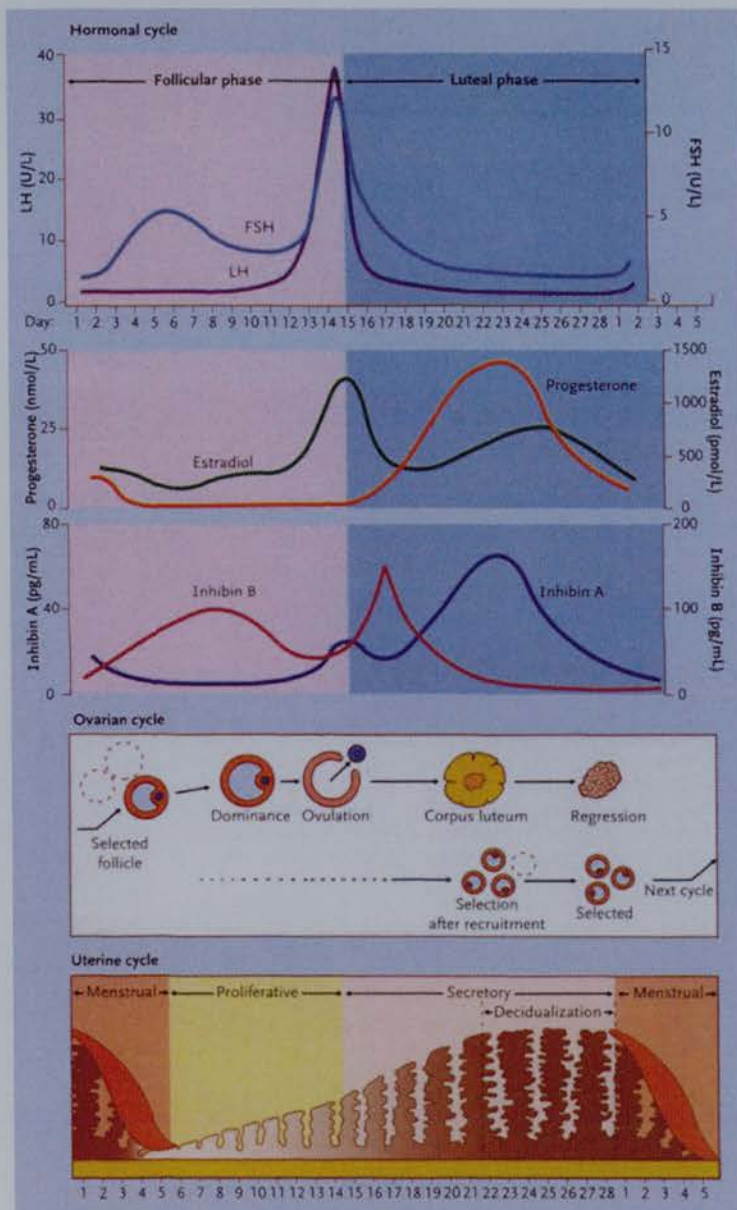 Hormonal cycle
40
15
Follicular phase
Luteal phase
30
10
20
5
10
FSH
LH
0
0
LH (U/L)
FSH (U/L)
Day: 1 2 3 4 5 6 7 8 9 10 11 12 13 14 15 16 17 18 19 20 21 22 23 24 25 26 27 28 1 2 3 4 5
50
1500
Progesterone
1000
25
Estradiol
500
0
0
Progesterone (nmol/L)
Estradiol (pmol/L)
80
200
Inhibin B
Inhibin A
40
100
0
0
Inhibin A (pg/mL)
Inhibin B (pg/mL)
Ovarian cycle
Selected
follicle
Dominance
Ovulation
Corpus luteum
Regression
Selection
after recruitment
Selected
Next cycle
Uterine cycle
Menstrual
Proliferative
Secretory
Menstrual
Decidualization
1 2 3 4 5 6 7 8 9 10 11 12 13 14 15 16 17 18 19 20 21 22 23 24 25 26 27 28 1 2 3 4 5